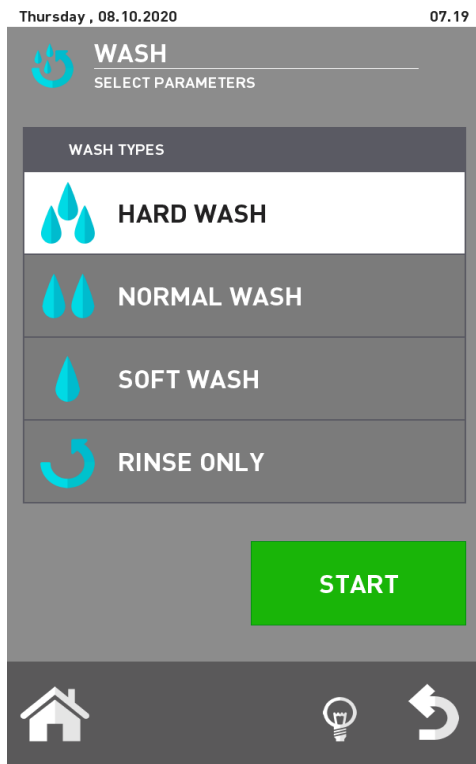 Thursday , 08.10.2020 07.19
WASH
SELECT PARAMETERS
WASH TYPES
HARD WASH
NORMAL WASH
SOFT WASH
RINSE ONLY
START